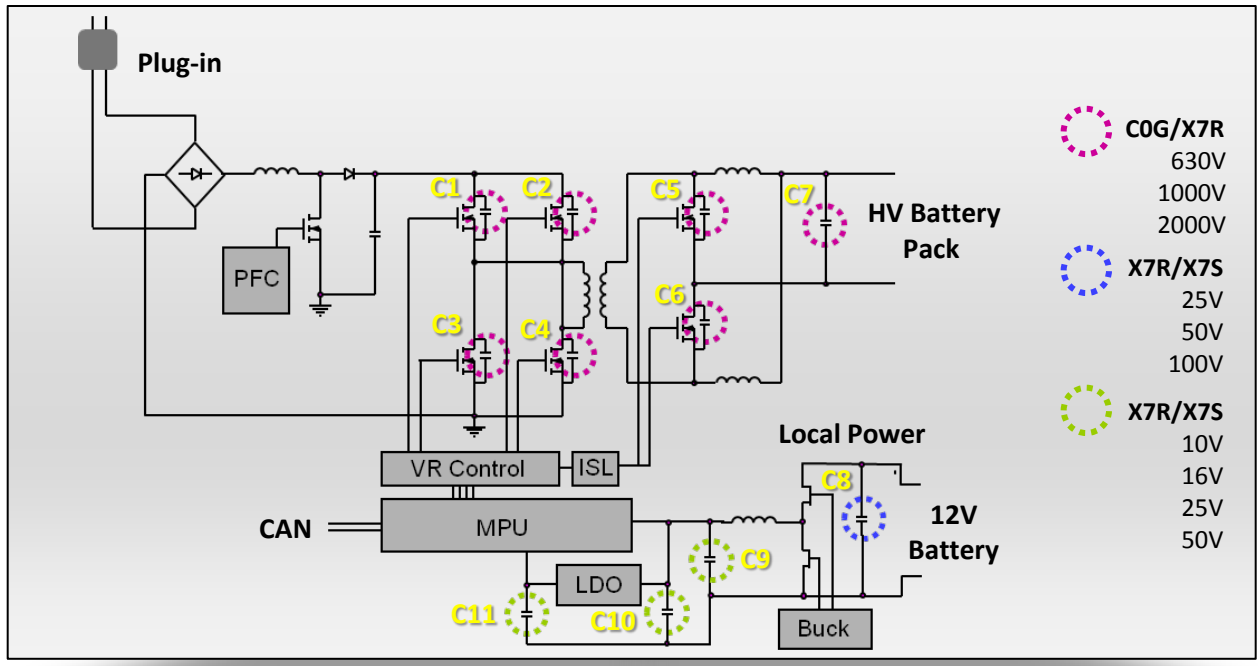 Plug-in
C0G/X7R
630V
1000V
2000V
C1
C2
C5
C7
HV Battery
Pack
PFC
X7R/X7S
25V
50V
100V
C6
C3
C4
X7R/X7S
10V
16V
25V
50V
Local Power
VR Control
ISL
C8
CAN
MPU
12V
Battery
C9
LDO
C11
C10
Buck